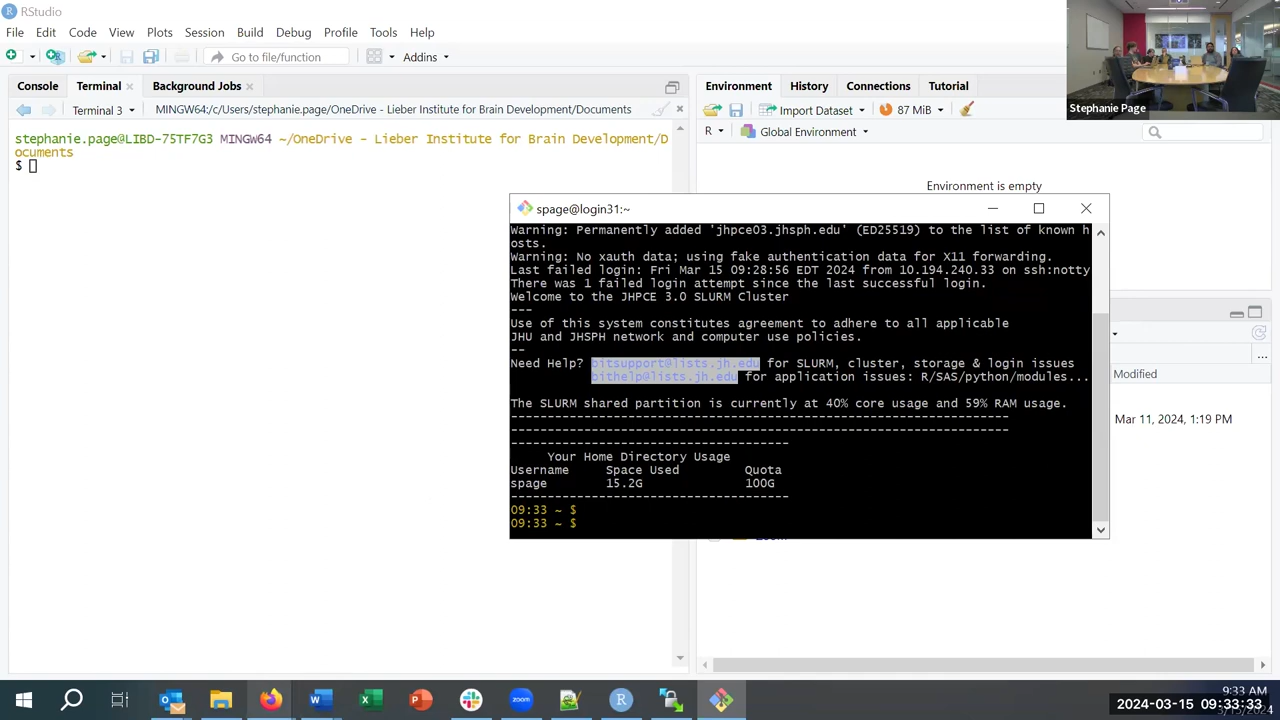 RStudio
File Edit Code View Plots Session Build Debug Profile Tools Help
Go to file/function
Addins
Console Terminal Background Jobs
Terminal 3 MINGW64:/c/Users/stephanie.page/OneDrive - Lieber Institute for Brain Development/Documents
stephanie.page@LIBD-75TF7G3 MINGW64 ~/OneDrive - Lieber Institute for Brain Development/D
ocuments
$
Environment History Connections Tutorial
Import Dataset 87 MiB
R Global Environment
Environment is empty
Stephanie Page
spage@login31:~
Warning: Permanently added 'jhpce03.jhsph.edu' (ED25519) to the list of known h
osts.
Warning: No xauth data; using fake authentication data for X11 forwarding.
Last failed login: Fri Mar 15 09:28:56 EDT 2024 from 10.194.240.33 on ssh:notty
There was 1 failed login attempt since the last successful login.
Welcome to the JHPCE 3.0 SLURM Cluster
---
Use of this system constitutes agreement to adhere to all applicable
JHU and JHSPH network and computer use policies.
--
Need Help? bitsupport@lists.jh.edu for SLURM, cluster, storage & login issues
bithelp@lists.jh.edu for application issues: R/SAS/python/modules...
The SLURM shared partition is currently at 40% core usage and 59% RAM usage.
Your Home Directory Usage
Username Space Used Quota
spage 15.2G 100G
09:33 ~ $
09:33 ~ $
...
Modified
Mar 11, 2024, 1:19 PM
9:33 AM
2024-03-15 09:33:33